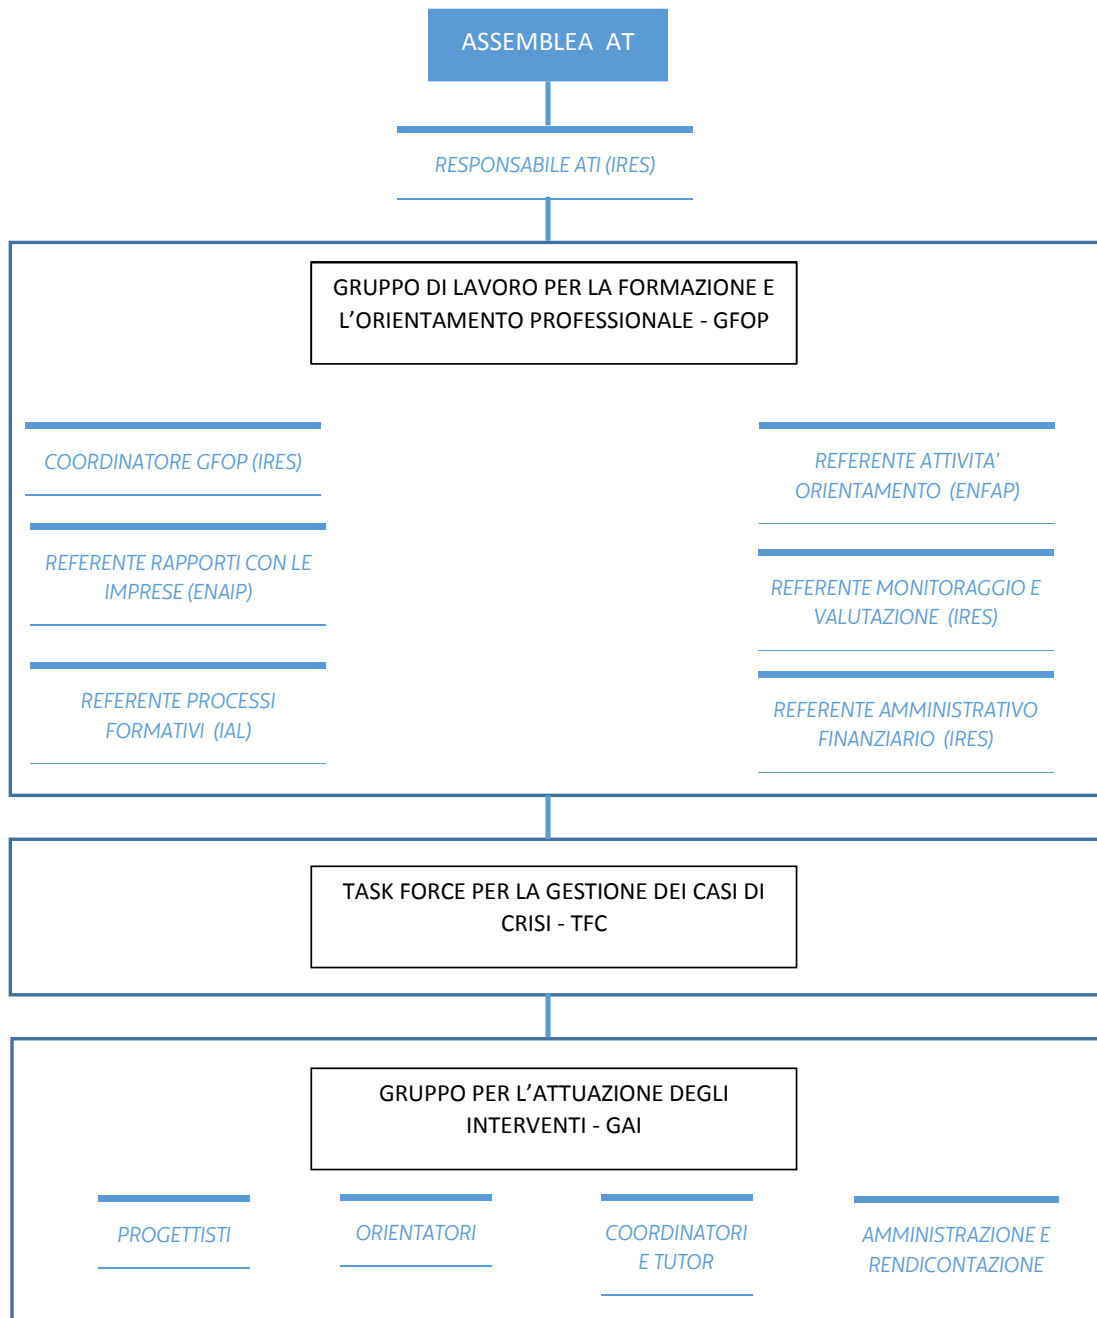 ASSEMBLEA AT
RESPONSABILE ATI (IRES)
GRUPPO DI LAVORO PER LA FORMAZIONE E
L'ORIENTAMENTO PROFESSIONALE - GFOP
COORDINATORE GFOP (IRES)
REFERENTE RAPPORTI CON LE
IMPRESE (ENAIP)
REFERENTE PROCESSI
FORMATIVI (IAL)
REFERENTE ATTIVITA'
ORIENTAMENTO (ENFAP)
REFERENTE MONITORAGGIO E
VALUTAZIONE (IRES)
REFERENTE AMMINISTRATIVO
FINANZIARIO (IRES)
TASK FORCE PER LA GESTIONE DEI CASI DI
CRISI - TFC
GRUPPO PER L'ATTUAZIONE DEGLI
INTERVENTI - GAI
PROGETTISTI
ORIENTATORI
COORDINATORI
E TUTOR
AMMINISTRAZIONE E
RENDICONTAZIONE